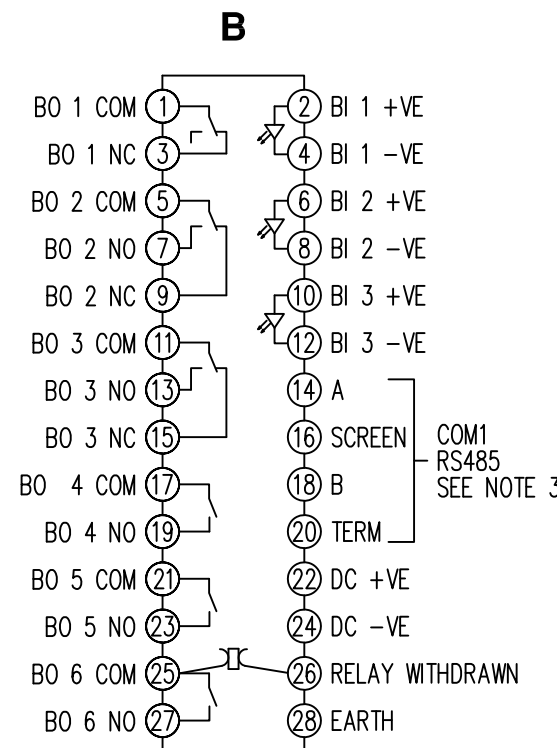 B
BO 1 COM 1 2 BI 1 +VE
BO 1 NC 3 4 BI 1 -VE
BO 2 COM 5 6 BI 2 +VE
BO 2 NO 7 8 BI 2 -VE
BO 2 NC 9 10 BI 3 +VE
BO 3 COM 11 12 BI 3 -VE
BO 3 NO 13 14 A
BO 3 NC 15 16 SCREEN
BO 4 COM 17 18 B
BO 4 NO 19 20 TERM
COM1
RS485
SEE NOTE 3
BO 5 COM 21 22 DC +VE
BO 5 NO 23 24 DC -VE
BO 6 COM 25 26 RELAY WITHDRAWN
BO 6 NO 27 28 EARTH